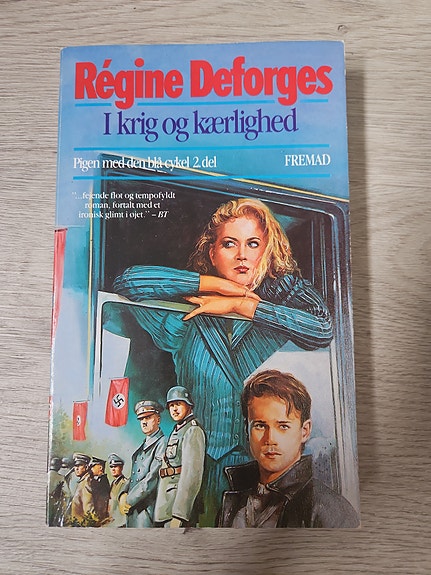 Régine Deforges
I krig og kærlighed
Pigen med den blå cykel 2. del
FREMAD
"...fejende flot og tempofyldt
roman, fortalt med et
ironisk glimt i øjet." – BT